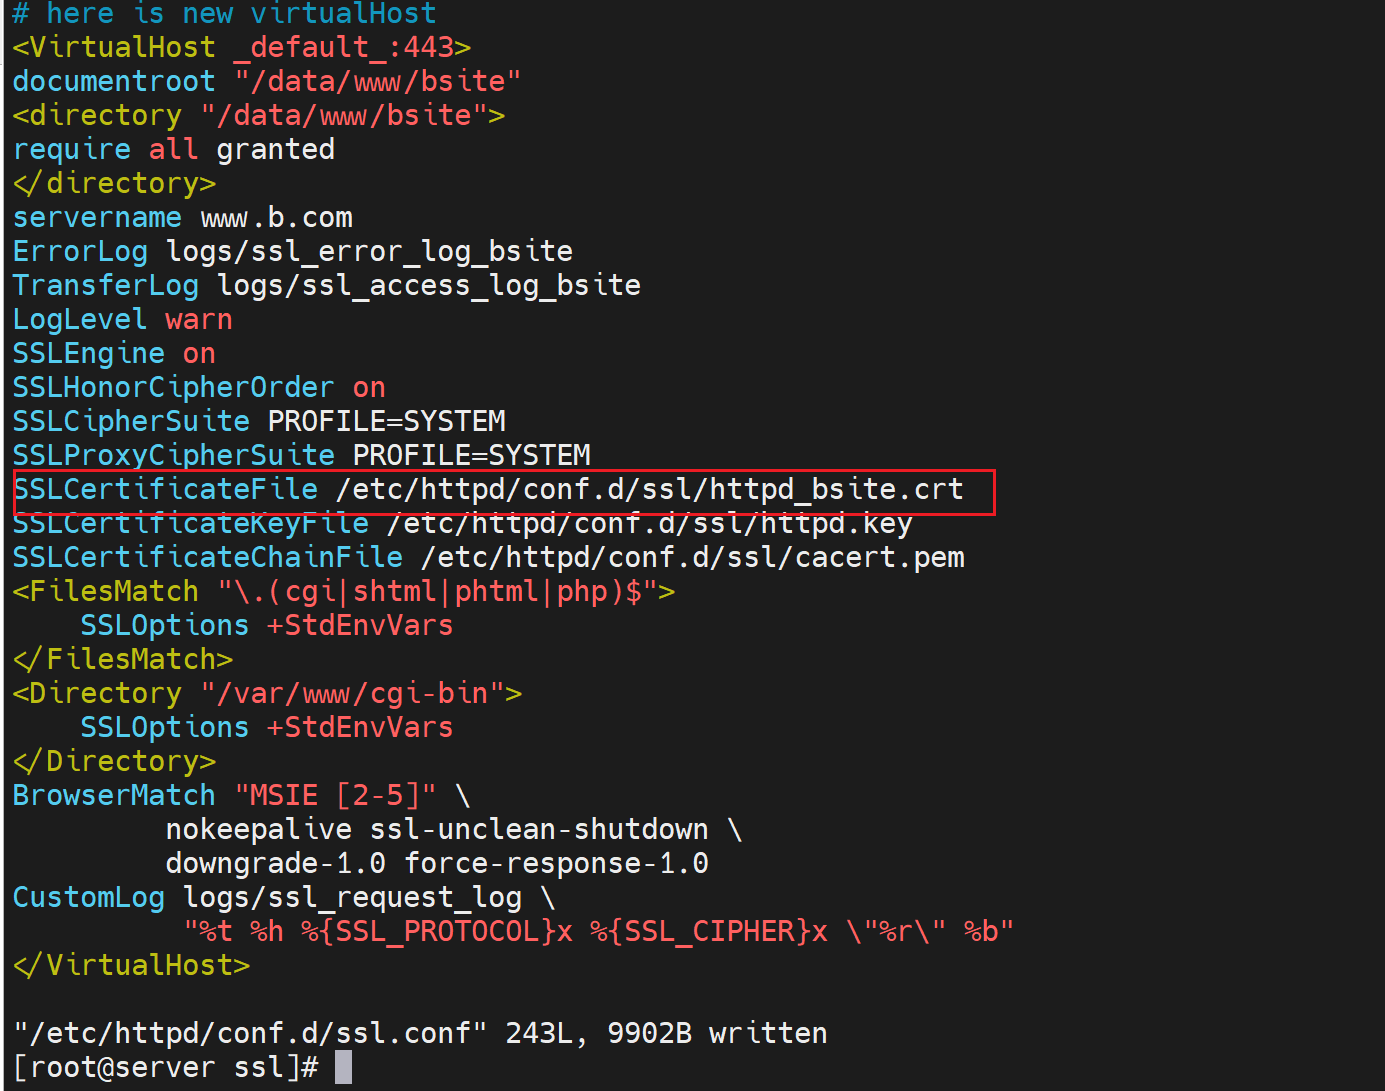 # here is new virtualHost
<VirtualHost _default_:443>
documentroot "/data/www/bsite"
<directory "/data/www/bsite">
require all granted
</directory>
servername www.b.com
ErrorLog logs/ssl_error_log_bsite
TransferLog logs/ssl_access_log_bsite
LogLevel warn
SSLEngine on
SSLHonorCipherOrder on
SSLCipherSuite PROFILE=SYSTEM
SSLProxyCipherSuite PROFILE=SYSTEM
SSLCertificateFile /etc/httpd/conf.d/ssl/httpd_bsite.crt
SSLCertificateKeyFile /etc/httpd/conf.d/ssl/httpd.key
SSLCertificateChainFile /etc/httpd/conf.d/ssl/cacert.pem
<FilesMatch "\.(cgi|shtml|phtml|php)$">
    SSLOptions +StdEnvVars
</FilesMatch>
<Directory "/var/www/cgi-bin">
    SSLOptions +StdEnvVars
</Directory>
BrowserMatch "MSIE [2-5]" \
         nokeepalive ssl-unclean-shutdown \
         downgrade-1.0 force-response-1.0
CustomLog logs/ssl_request_log \
          "%t %h %{SSL_PROTOCOL}x %{SSL_CIPHER}x \"%r\" %b"
</VirtualHost>
"/etc/httpd/conf.d/ssl.conf" 243L, 9902B written
[root@server ssl]#